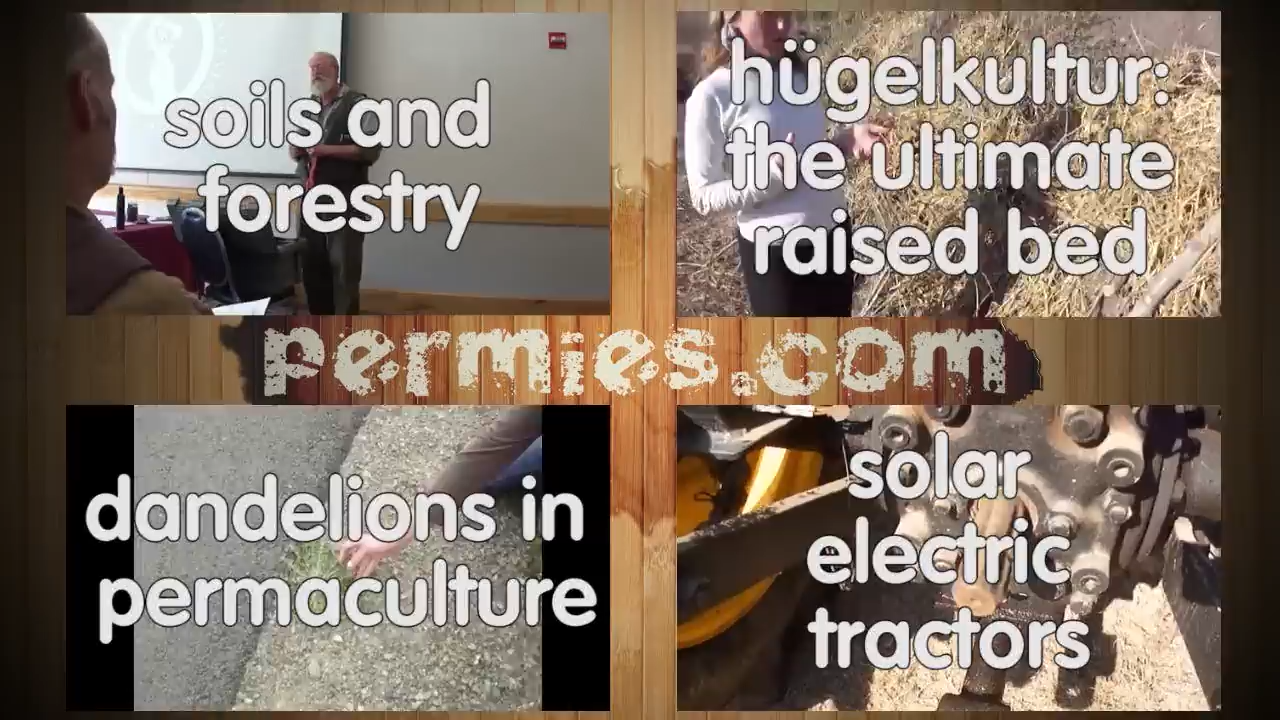 soils and
forestry
hügelkultur:
the ultimate
raised bed
permies.com
dandelions in
permaculture
solar
electric
tractors